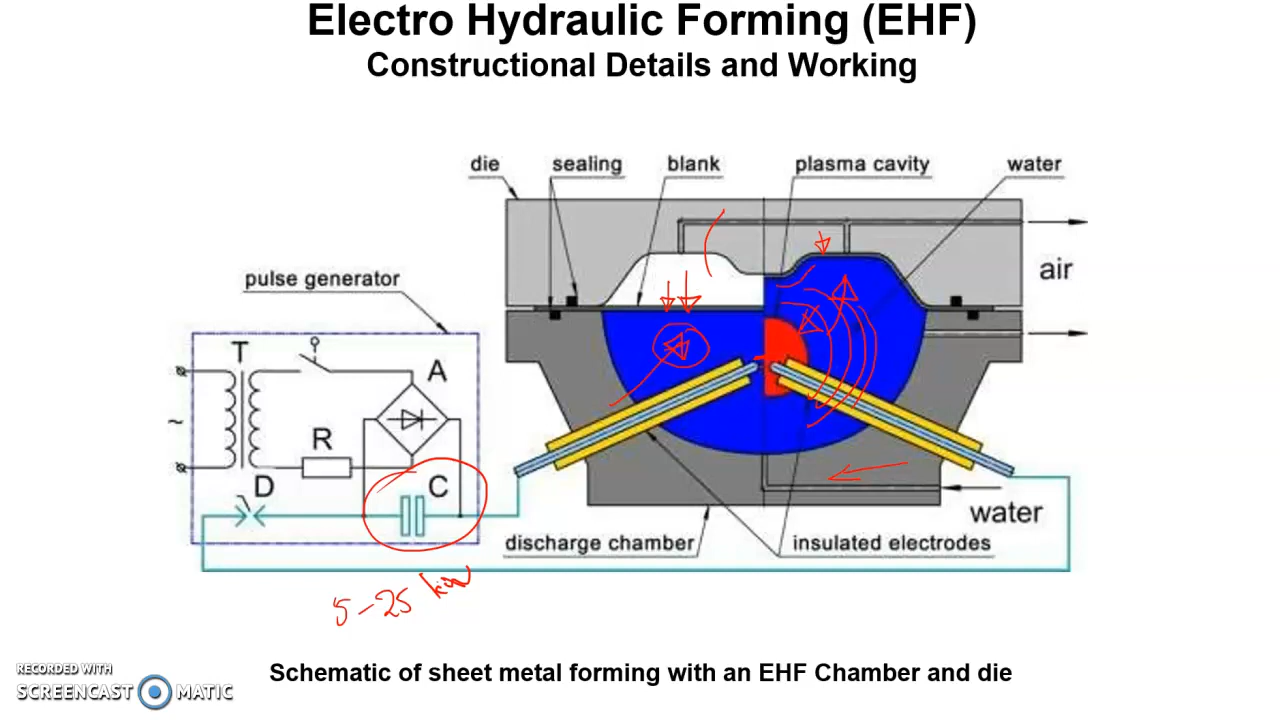 Electro Hydraulic Forming (EHF)
Constructional Details and Working
die
sealing
blank
plasma cavity
water
pulse generator
air
T
A
R
D
C
~
water
discharge chamber
insulated electrodes
5-25
Schematic of sheet metal forming with an EHF Chamber and die
RECORDED WITH
SCREENCAST MATIC